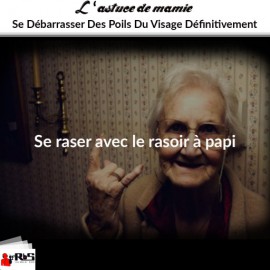 L'astuce de mamie
Se Débarrasser Des Poils Du Visage Définitivement
Se raser avec le rasoir à papi